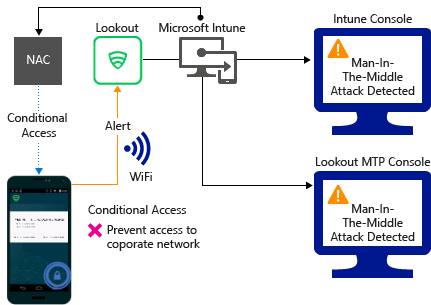 Lookout
Microsoft Intune
Intune Console
NAC
Man-In-
The-Middle
Attack Detected
Conditional
Access
Alert
WiFi
Lookout MTP Console
Man-In-
The-Middle
Attack Detected
Conditional Access
Prevent access to
coporate network